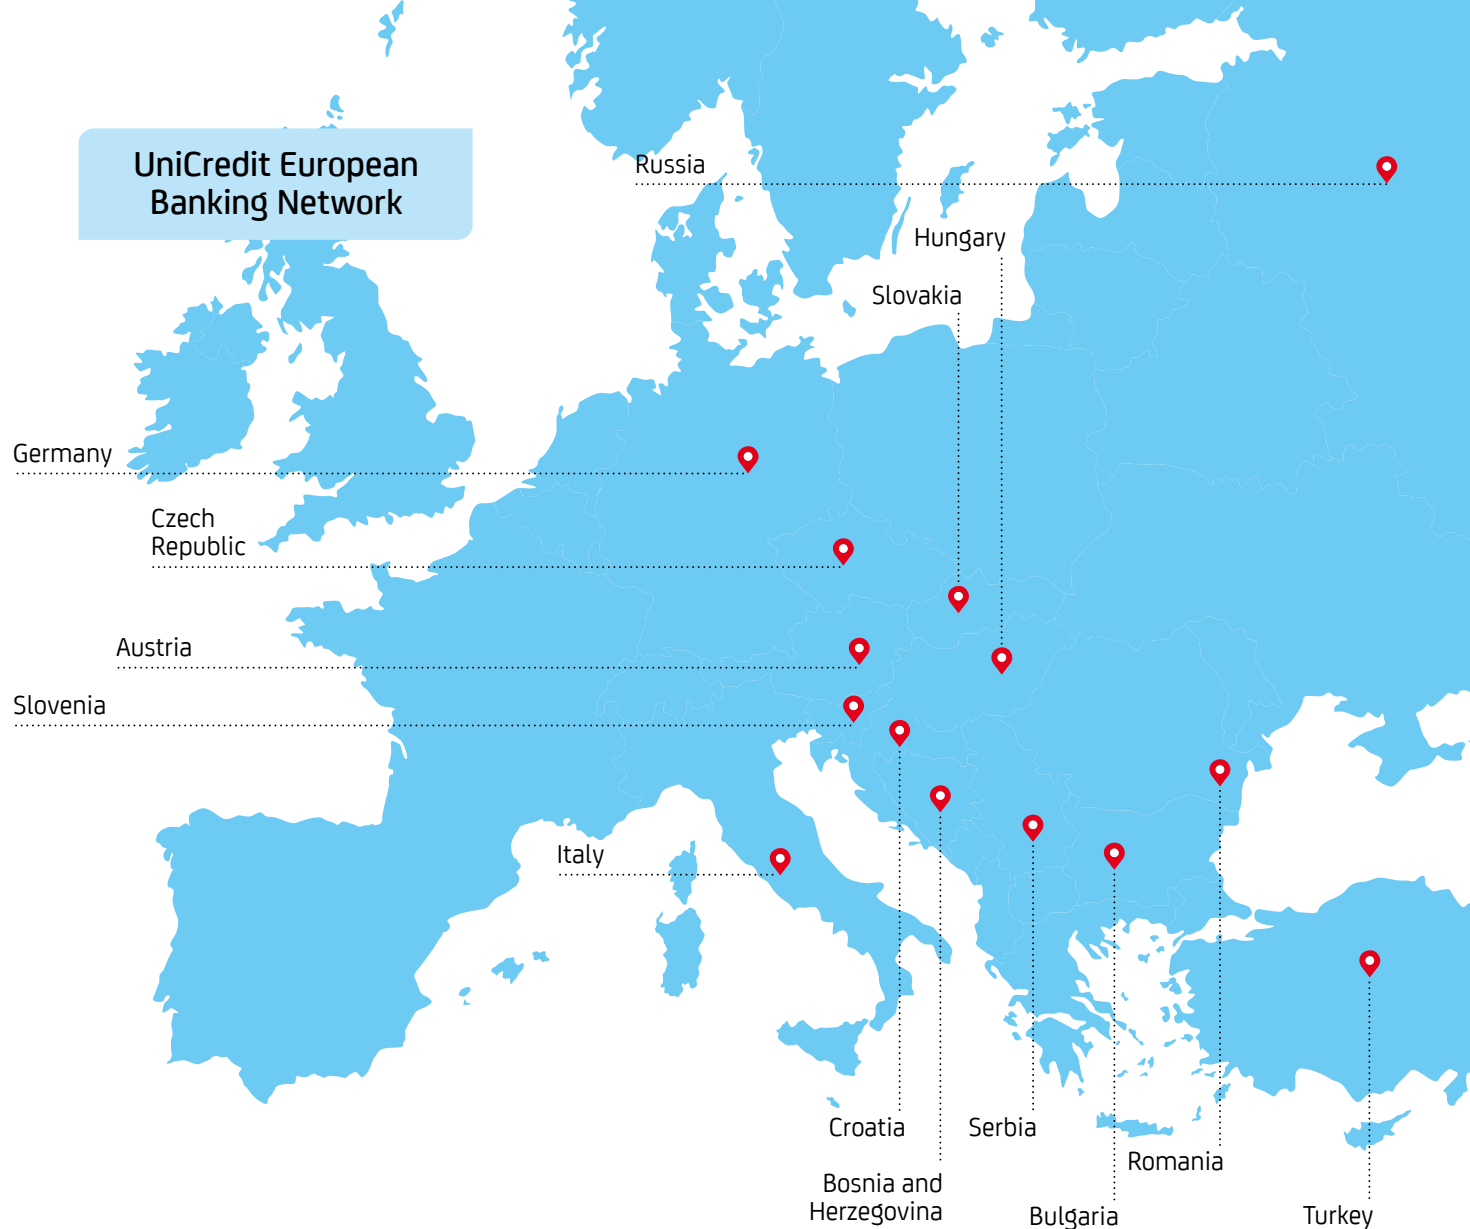 UniCredit European
Banking Network
Russia
Hungary
Slovakia
Germany
Czech
Republic
Austria
Slovenia
Italy
Croatia
Serbia
Romania
Bosnia and
Herzegovina
Bulgaria
Turkey